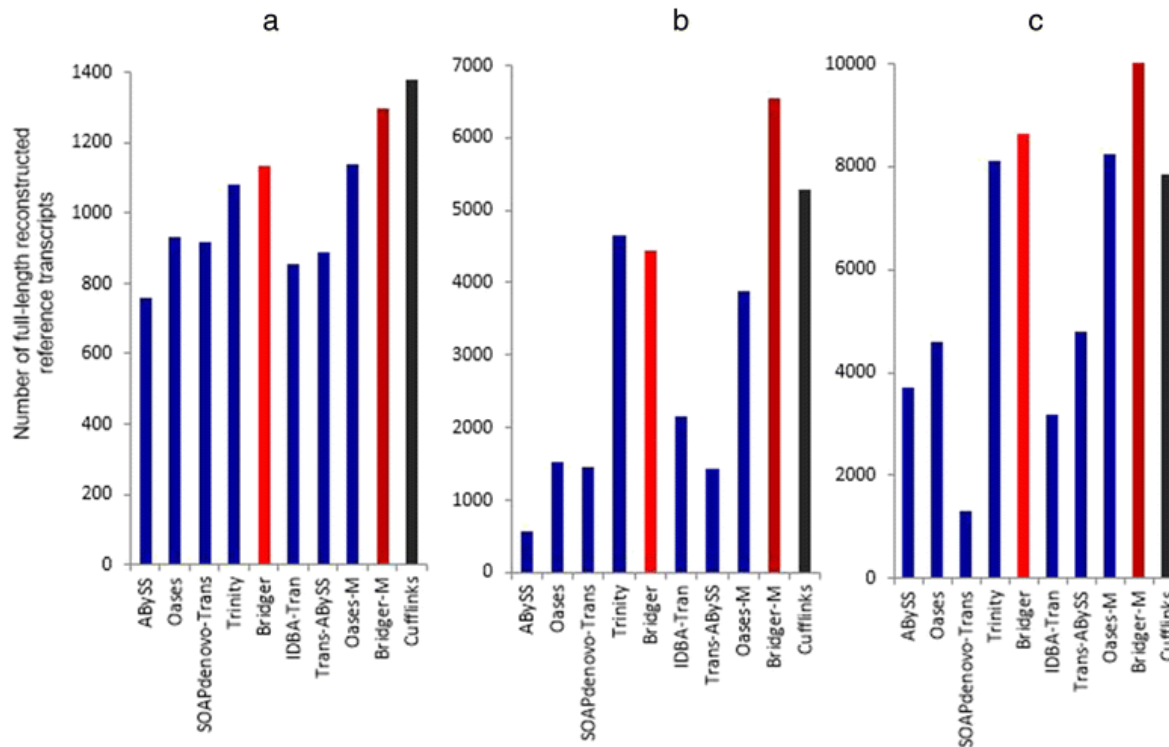 a
Number of full-length reconstructed
reference transcripts
1400
1200
1000
800
600
400
200
0
ABySS
Oases
SOAPdenovo-Trans
Trinity
Bridger
IDBA-Tran
Trans-ABySS
Oases-M
Bridger-M
Cufflinks
b
7000
6000
5000
4000
3000
2000
1000
0
ABySS
Oases
SOAPdenovo-Trans
Trinity
Bridger
IDBA-Tran
Trans-ABySS
Oases-M
Bridger-M
Cufflinks
c
10000
8000
6000
4000
2000
0
ABySS
Oases
SOAPdenovo-Trans
Trinity
Bridger
IDBA-Tran
Trans-ABySS
Oases-M
Bridger-M
Cufflinks